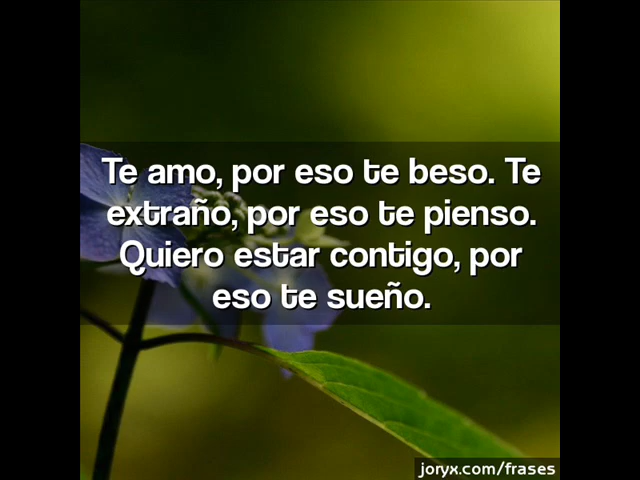 Te amo, por eso te beso. Te
extraño, por eso te pienso.
Quiero estar contigo, por
eso te sueño.
joryx.com/frases